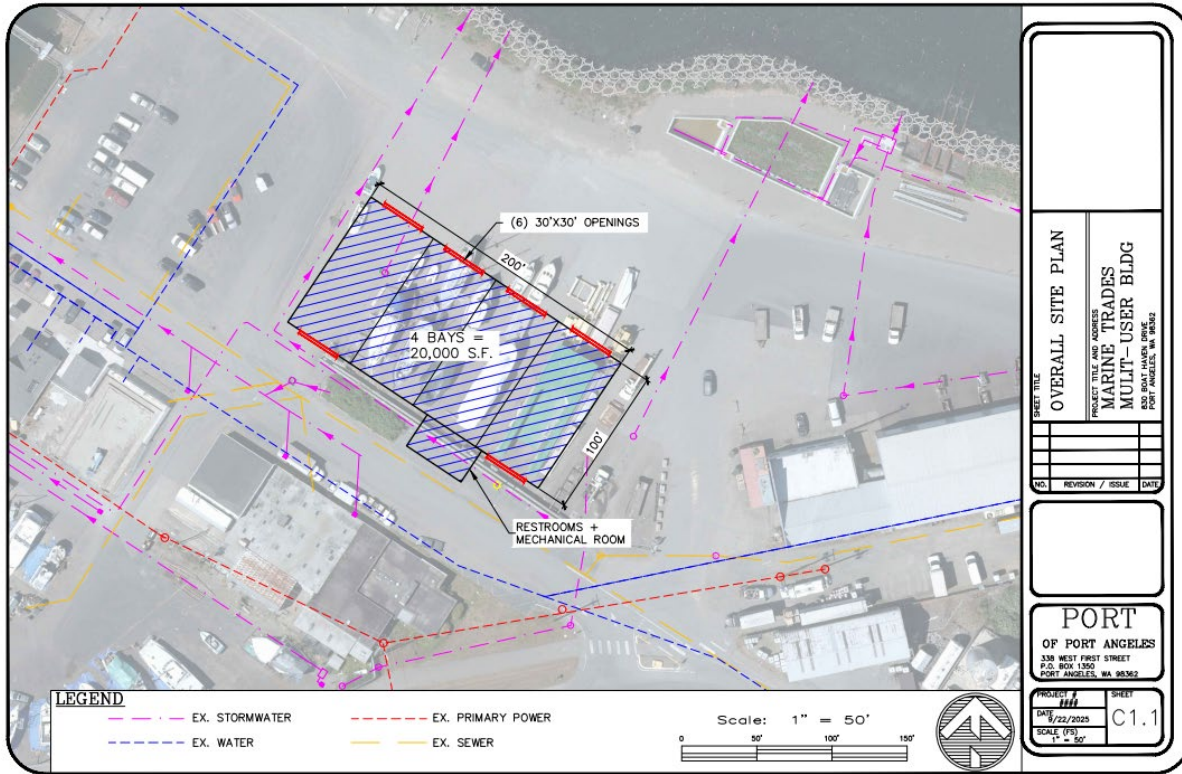 (6) 30'X30' OPENINGS
200'
4 BAYS =
20,000 S.F.
100'
RESTROOMS +
MECHANICAL ROOM
S
LEGEND
EX. STORMWATER
EX. PRIMARY POWER
EX. WATER
EX. SEWER
Scale: 1" = 50'
0 50' 100' 150'
SHEET TITLE
OVERALL SITE PLAN
PROJECT TITLE AND ADDRESS
MARINE TRADES
MULIT-USER BLDG
830 BOAT HAVEN DRIVE
PORT ANGELES, WA 98362
NO. REVISION / ISSUE DATE
PORT
OF PORT ANGELES
338 WEST FIRST STREET
P.O. BOX 1350
PORT ANGELES, WA 98362
PROJECT #
####
DATE
9/22/2025
SCALE (FS)
1" = 50'
SHEET
C1.1